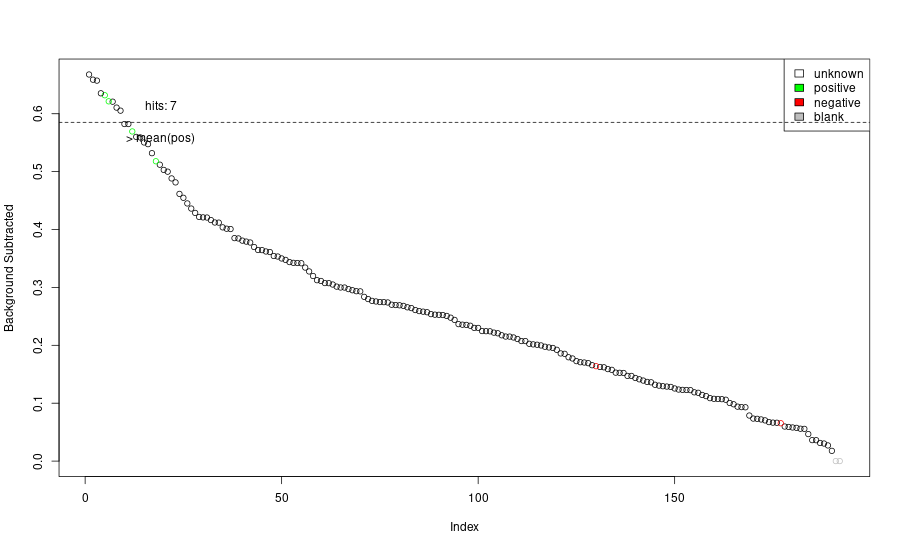 unknown
positive
negative
blank
hits: 7
> mean(pos)
Background Subtracted
0.6
0.5
0.4
0.3
0.2
0.1
0.0
0
50
100
150
Index